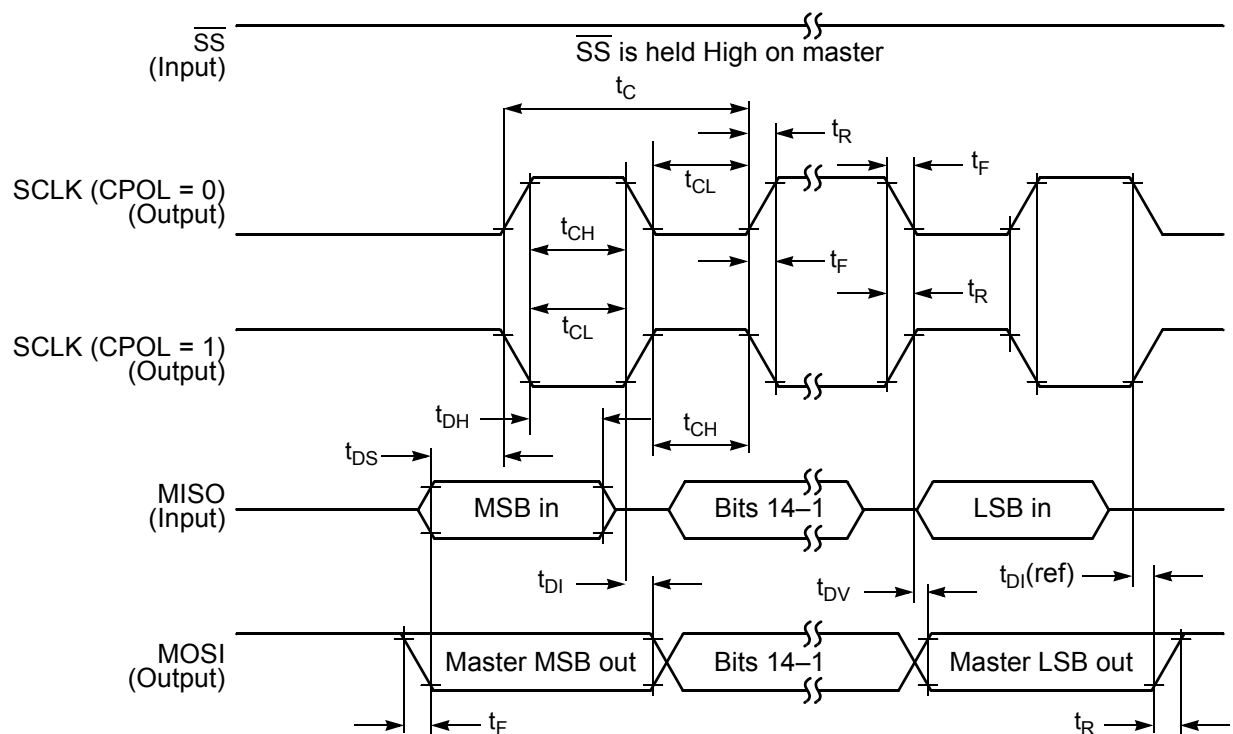 SS
(Input)
SS is held High on master
tC
tR
tF
SCLK (CPOL = 0)
(Output)
tCL
tCH
tF
tR
SCLK (CPOL = 1)
(Output)
tCL
tDH
tCH
tDS
MISO
(Input)
MSB in
Bits 14–1
LSB in
tDI
tDV
tDI(ref)
MOSI
(Output)
Master MSB out
Bits 14–1
Master LSB out
tF
tR